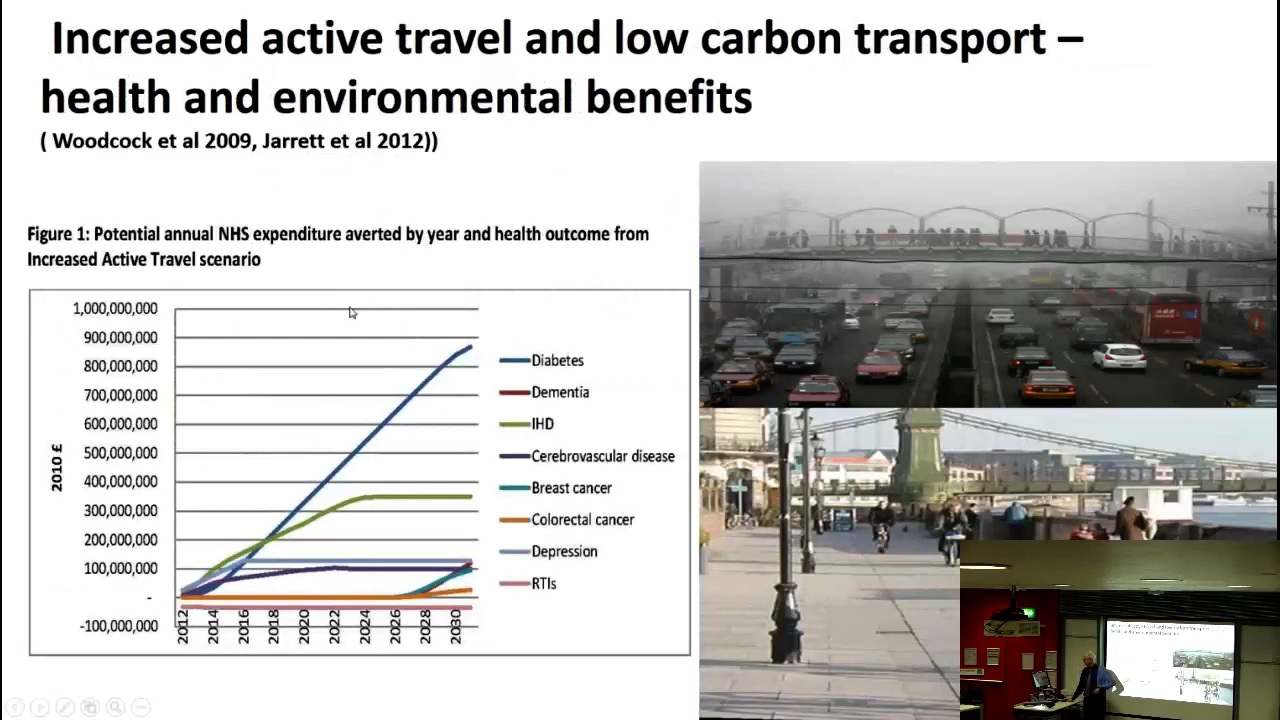 Increased active travel and low carbon transport –
health and environmental benefits
( Woodcock et al 2009, Jarrett et al 2012))
Figure 1: Potential annual NHS expenditure averted by year and health outcome from
Increased Active Travel scenario
1,000,000,000
900,000,000
800,000,000
700,000,000
600,000,000
500,000,000
400,000,000
300,000,000
200,000,000
100,000,000
-
-100,000,000
2010 £
2012
2014
2016
2018
2020
2022
2024
2026
2028
2030
Diabetes
Dementia
IHD
Cerebrovascular disease
Breast cancer
Colorectal cancer
Depression
RTIs